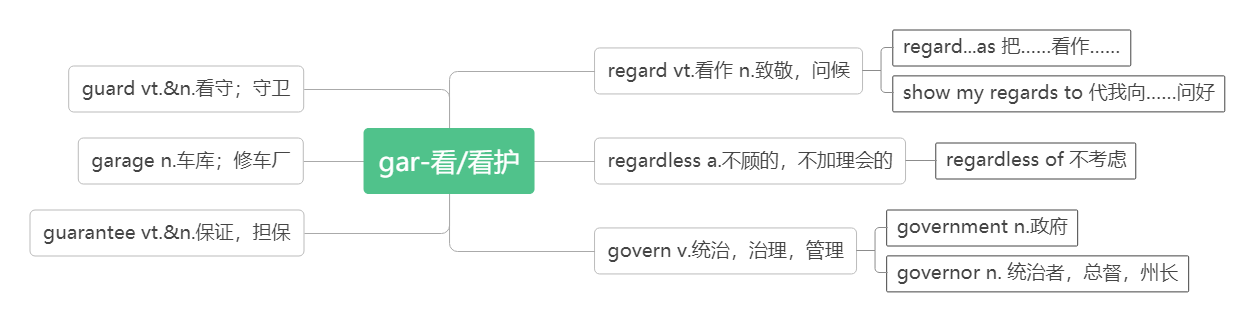 gar-看/看护
guard vt.&n.看守；守卫
garage n.车库；修车厂
guarantee vt.&n.保证，担保
regard vt.看作 n.致敬，问候
regard...as 把......看作......
show my regards to 代我向......问好
regardless a.不顾的，不加理会的
regardless of 不考虑
govern v.统治，治理，管理
government n.政府
governor n. 统治者，总督，州长